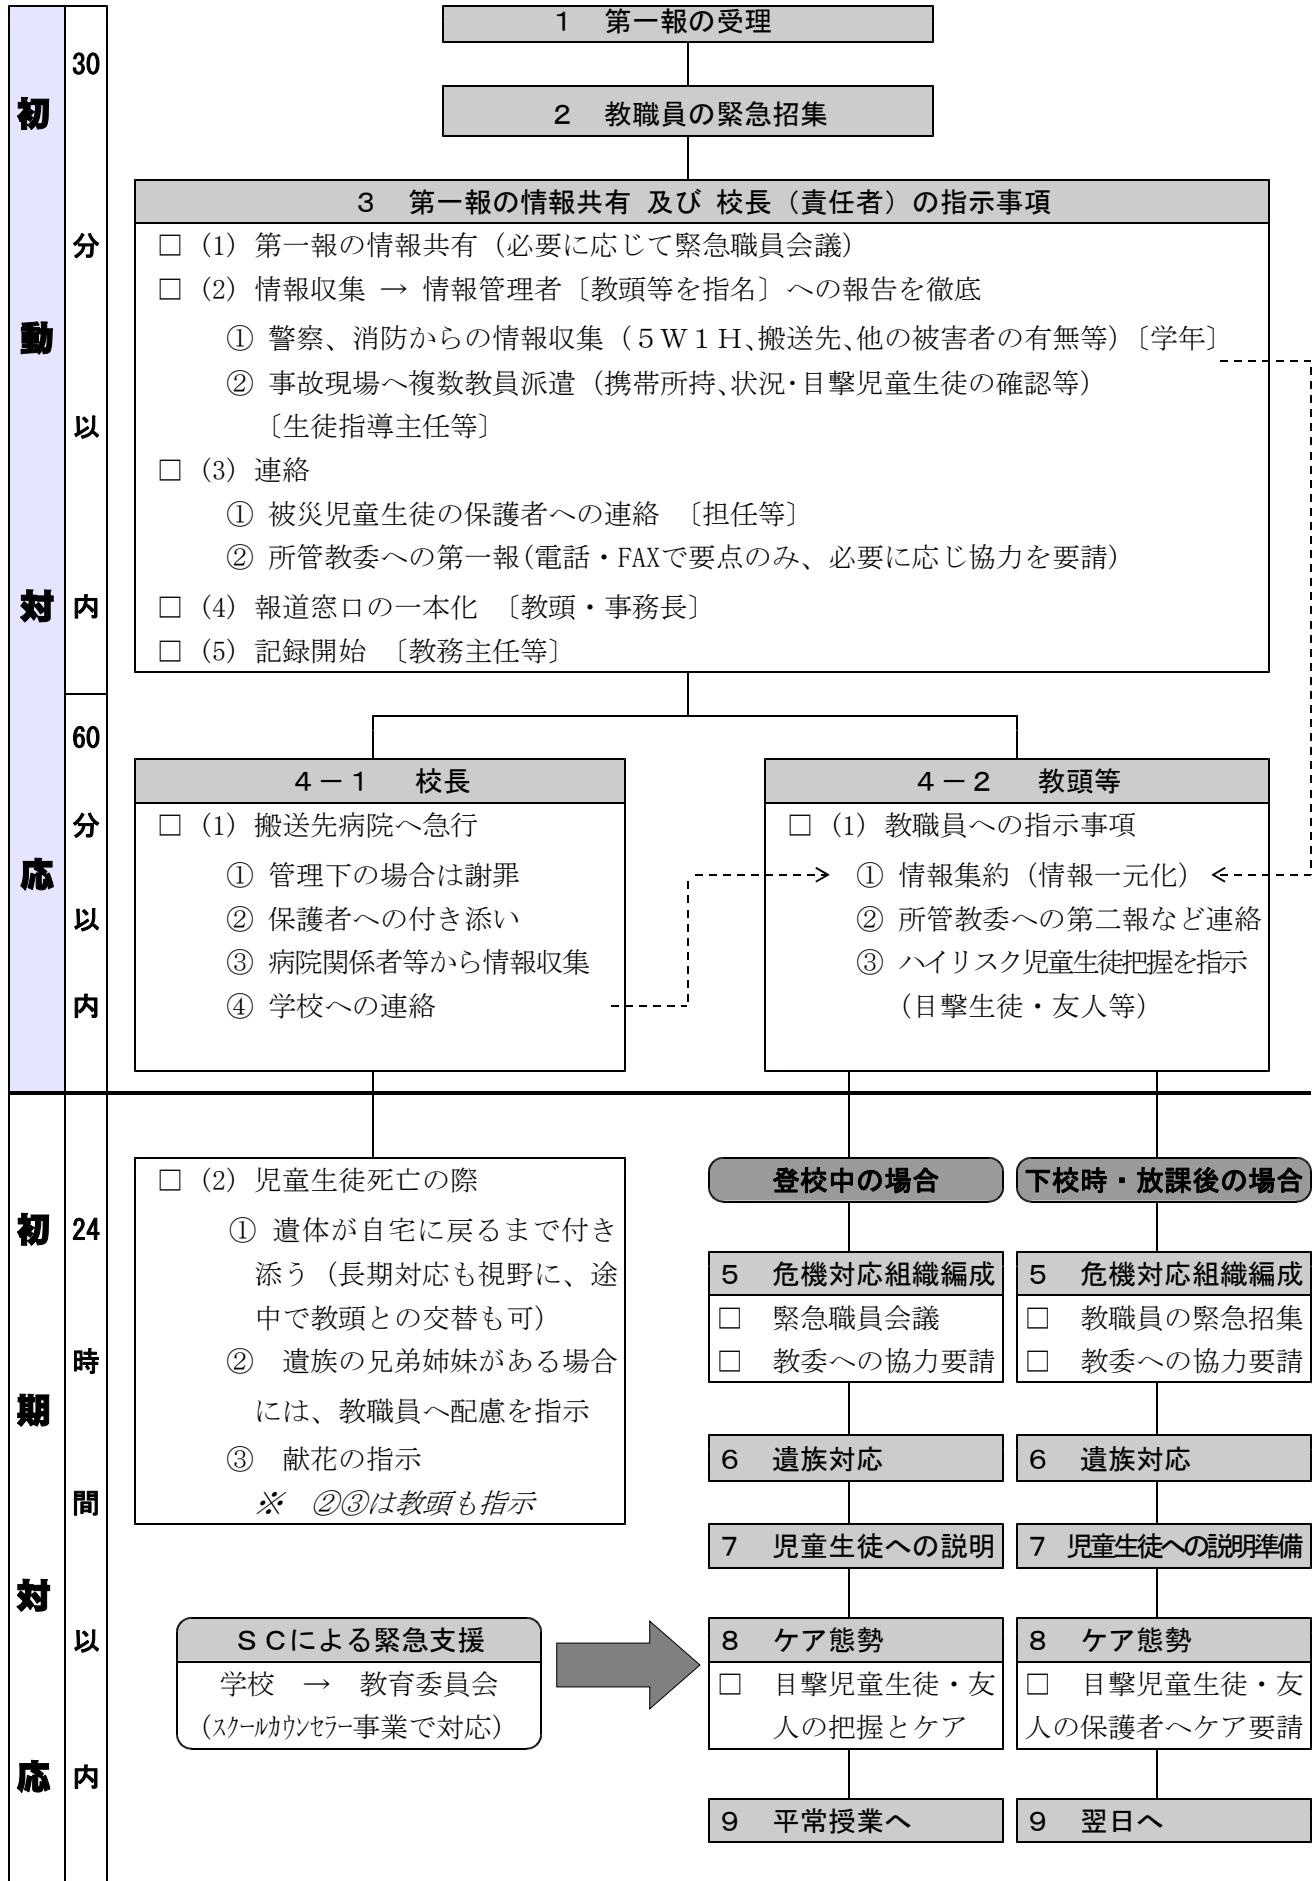 初動対応
30分以内
1 第一報の受理
2 教職員の緊急招集
3 第一報の情報共有 及び 校長（責任者）の指示事項
□ (1) 第一報の情報共有（必要に応じて緊急職員会議）
□ (2) 情報収集 → 情報管理者〔教頭等を指名〕への報告を徹底
① 警察、消防からの情報収集（５Ｗ１Ｈ、搬送先、他の被害者の有無等）〔学年〕
② 事故現場へ複数教員派遣（携帯所持、状況・目撃児童生徒の確認等）
〔生徒指導主任等〕
□ (3) 連絡
① 被災児童生徒の保護者への連絡 〔担任等〕
② 所管教委への第一報(電話・FAXで要点のみ、必要に応じ協力を要請)
□ (4) 報道窓口の一本化 〔教頭・事務長〕
□ (5) 記録開始 〔教務主任等〕
60分以内
４－１ 校長
□ (1) 搬送先病院へ急行
① 管理下の場合は謝罪
② 保護者への付き添い
③ 病院関係者等から情報収集
④ 学校への連絡
４－２ 教頭等
□ (1) 教職員への指示事項
① 情報集約（情報一元化）
② 所管教委への第二報など連絡
③ ハイリスク児童生徒把握を指示
（目撃生徒・友人等）
初期対応
24時間以内
□ (2) 児童生徒死亡の際
① 遺体が自宅に戻るまで付き
添う（長期対応も視野に、途
中で教頭との交替も可）
② 遺族の兄弟姉妹がある場合
には、教職員へ配慮を指示
③ 献花の指示
※ ②③は教頭も指示
ＳＣによる緊急支援
学校 → 教育委員会
(ｽｸｰﾙｶｳﾝｾﾗｰ事業で対応)
登校中の場合
5 危機対応組織編成
□ 緊急職員会議
□ 教委への協力要請
6 遺族対応
7 児童生徒への説明
8 ケア態勢
□ 目撃児童生徒・友
人の把握とケア
9 平常授業へ
下校時・放課後の場合
5 危機対応組織編成
□ 教職員の緊急招集
□ 教委への協力要請
6 遺族対応
7 児童生徒への説明準備
8 ケア態勢
□ 目撃児童生徒・友
人の保護者へケア要請
9 翌日へ